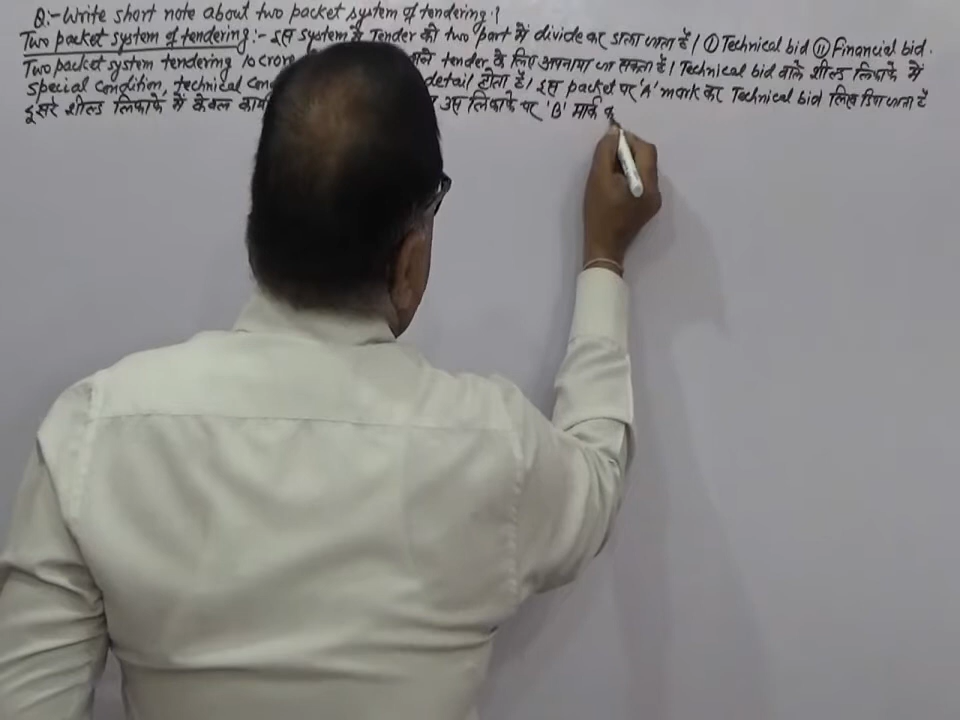 Q:- Write short note about two packet system of tendering?
Two packet system of tendering:- इस system में Tender को two part में divide कर डाला जाता है। ① Technical bid ⑪ Financial bid.
Two packet system tendering 10 crore वाले tender के लिए अपनाया जा सकता है। Technical bid वाले शील्ड लिफाफे में
special condition, technical con detail होता है। इस packet पर 'A' mark कर Technical bid लिख दिया जाता है
दूसरे शील्ड लिफाफे में केवल कार्य उस लिफाफे पर 'B' मार्क क